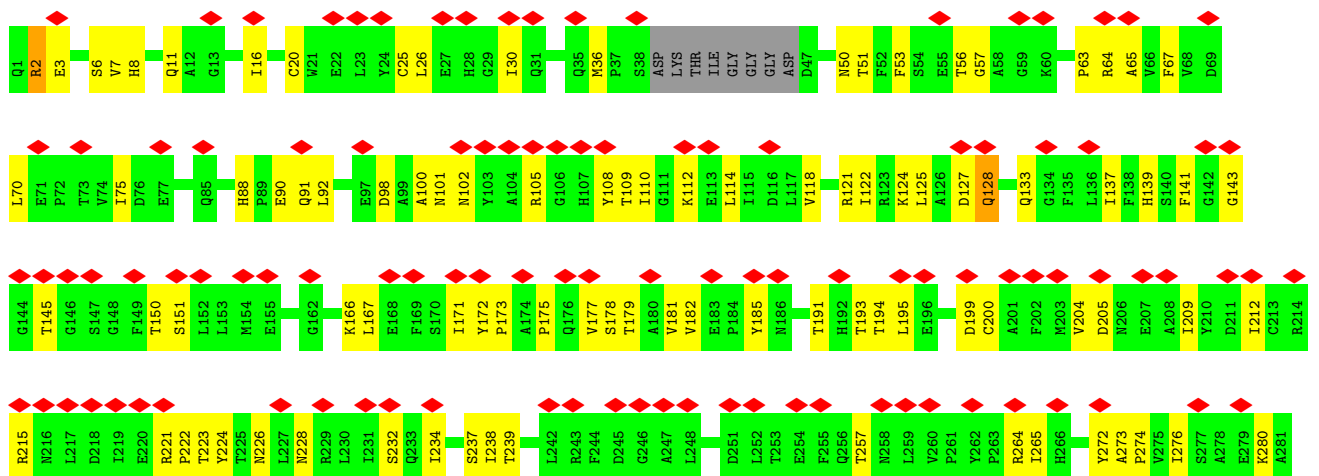 Q1 R2 E3 S6 V7 H8 Q11 A12 G13 I16 C20 W21 E22 L23 Y24 C25 L26 E27 H28 G29 I30 Q31 Q35 M36 P37 S38 ASP LYS THR ILE GLY GLY GLY ASP D47 N50 T51 F52 F53 S54 E55 T56 G57 A58 G59 K60 P63 R64 A65 V66 F67 V68 D69
L70 E71 P72 T73 V74 I75 D76 E77 Q85 H88 P89 E90 Q91 L92 E97 D98 A99 A100 N101 N102 Y103 A104 R105 G106 H107 Y108 T109 I110 G111 K112 E113 L114 I115 D116 L117 V118 R121 I122 R123 K124 L125 A126 D127 Q128 Q133 G134 F135 L136 I137 F138 H139 S140 F141 G142 G143
G144 T145 G146 S147 G148 F149 T150 S151 L152 L153 M154 E155 G162 K166 L167 E168 F169 S170 I171 Y172 P173 A174 P175 Q176 V177 S178 T179 A180 V181 V182 E183 P184 Y185 N186 T191 H192 T193 T194 L195 E196 D199 C200 A201 F202 M203 V204 D205 N206 E207 A208 I209 Y210 D211 I212 C213 R214
R215 N216 L217 D218 I219 E220 R221 P222 T223 Y224 T225 N226 L227 N228 R229 L230 I231 S232 Q233 I234 S237 I238 T239 L242 R243 F244 D245 G246 A247 L248 D251 L252 T253 E254 F255 Q256 T257 N258 L259 V260 P261 Y262 P263 R264 I265 H266 Y272 A273 P274 V275 I276 S277 A278 E279 K280 A281